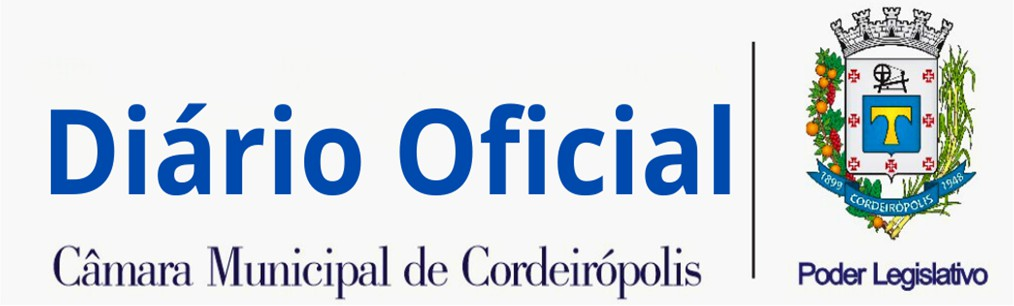 Diário Oficial
Câmara Municipal de Cordeirópolis
1899 CORDEIRÓPOLIS 1948
Poder Legislativo